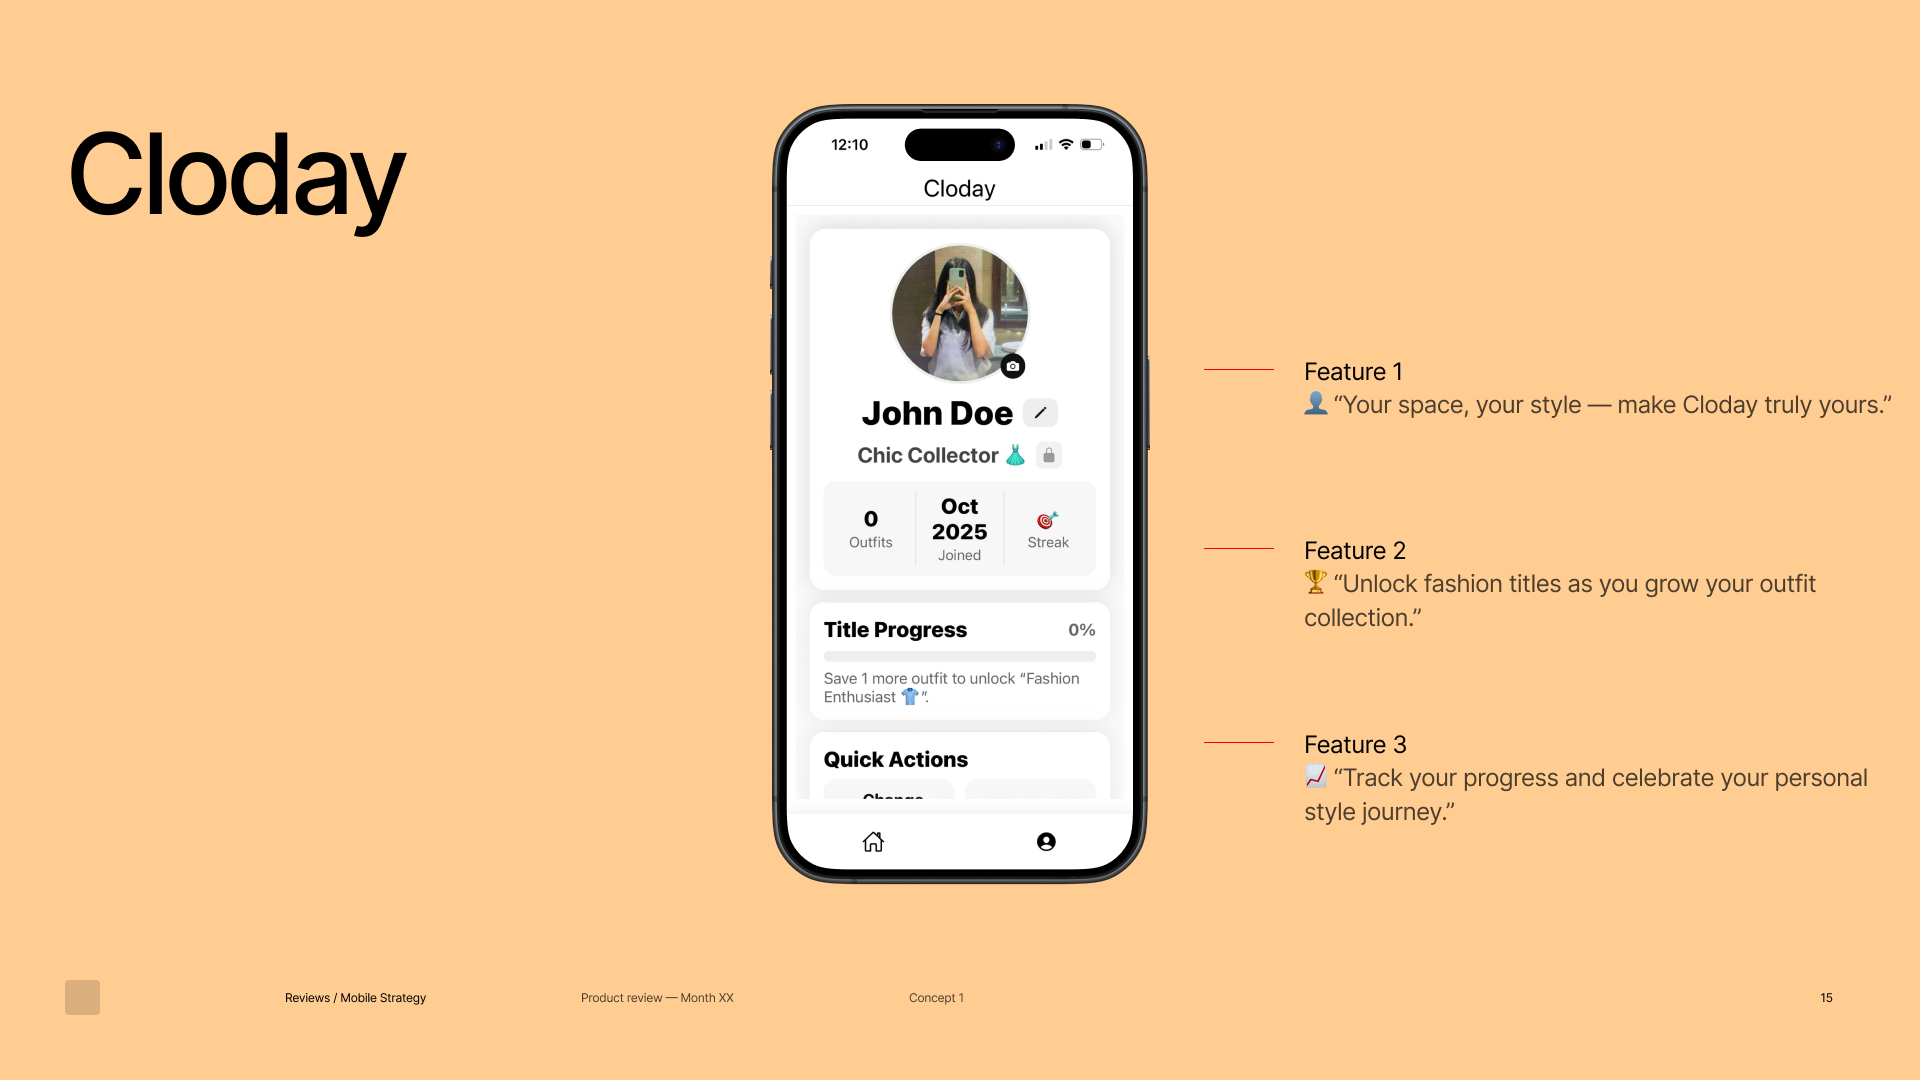 Cloday
12:10
Cloday
John Doe
Chic Collector 👗
0
Outfits
Oct
2025
Joined
🎯
Streak
Title Progress
0%
Save 1 more outfit to unlock “Fashion
Enthusiast 👕”.
Quick Actions
Change
Feature 1
👤 “Your space, your style — make Cloday truly yours.”
Feature 2
🏆 “Unlock fashion titles as you grow your outfit
collection.”
Feature 3
📈 “Track your progress and celebrate your personal
style journey.”
Reviews / Mobile Strategy
Product review — Month XX
Concept 1
15